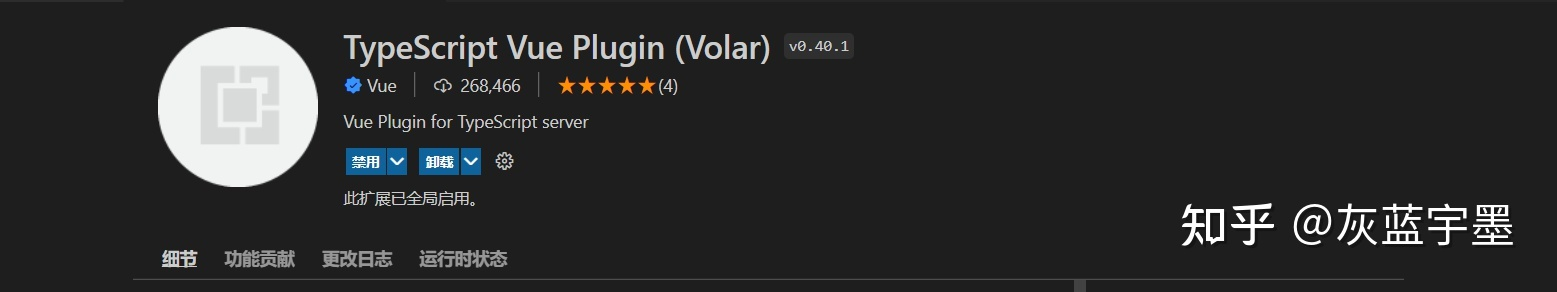 TypeScript Vue Plugin (Volar) v0.40.1
Vue 268,466 (4)
Vue Plugin for TypeScript server
禁用 卸载
此扩展已全局启用。
知乎 @灰蓝宇墨
细节 功能贡献 更改日志 运行时状态